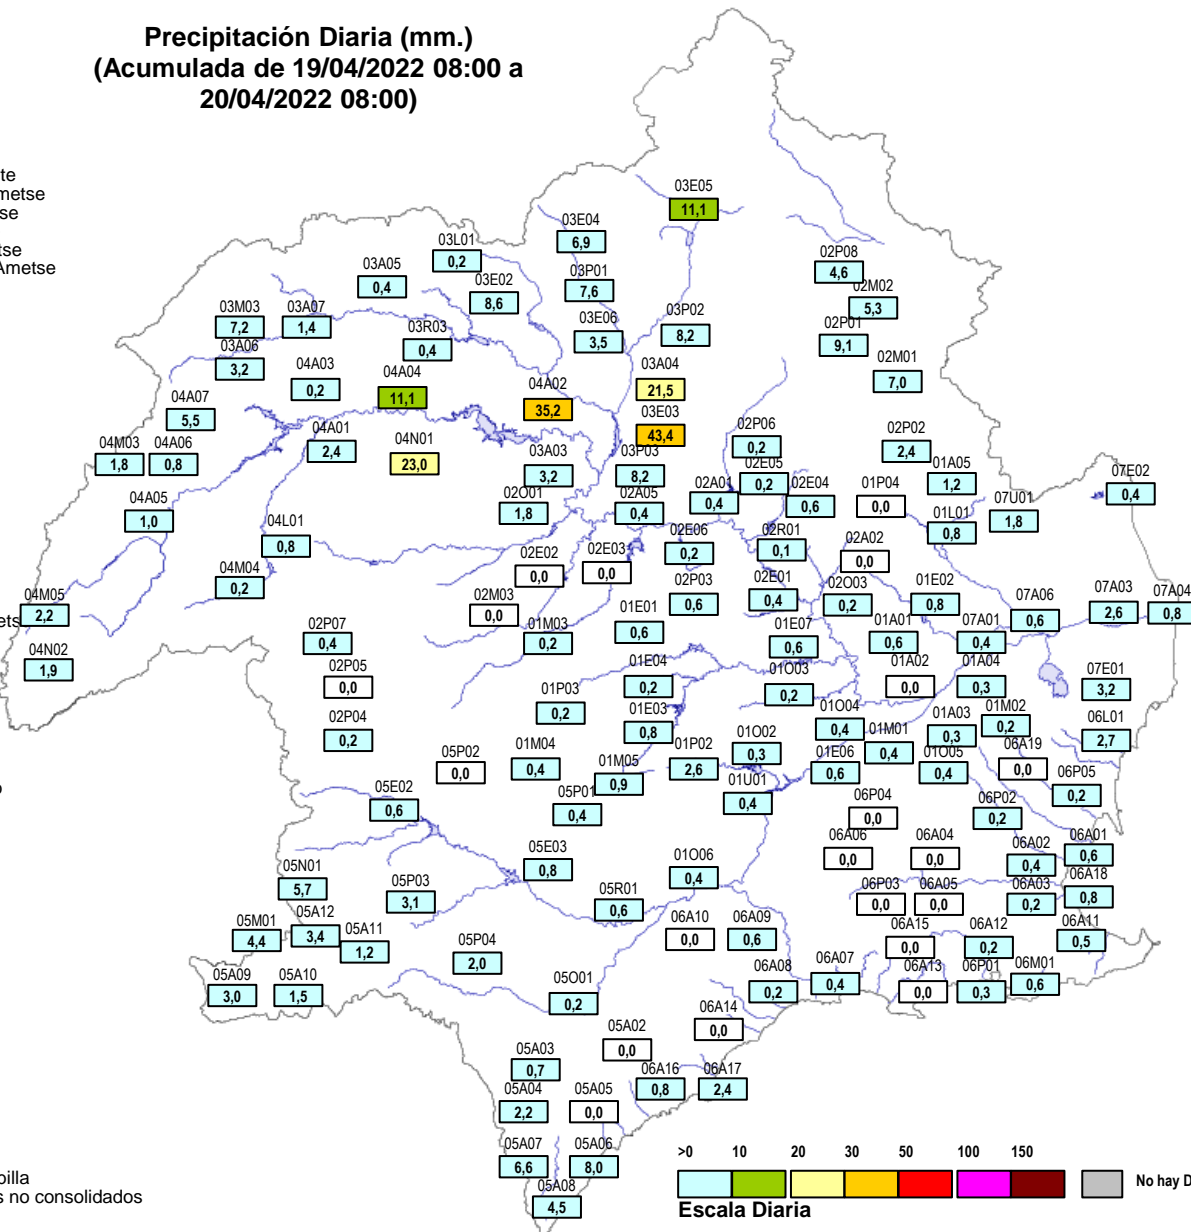 Precipitación Diaria (mm.)
(Acumulada de 19/04/2022 08:00 a
20/04/2022 08:00)
te
metse
se
tse
Ametse
ets
o
oilla
s no consolidados
03E05
11,1
03E04
6,9
03L01
0,2
02P08
4,6
03A05
0,4
03E02
8,6
03P01
7,6
02M02
5,3
03M03
7,2
03A07
1,4
03R03
0,4
03E06
3,5
03P02
8,2
02P01
9,1
03A06
3,2
04A03
0,2
04A04
11,1
04A02
35,2
03A04
21,5
02M01
7,0
04A07
5,5
03E03
43,4
04M03
1,8
04A06
0,8
04A01
2,4
04N01
23,0
03A03
3,2
03P03
8,2
02P06
0,2
02P02
2,4
02E05
0,2
01A05
1,2
07E02
0,4
04A05
1,0
02O01
1,8
02A05
0,4
02A01
0,4
02E04
0,6
01P04
0,0
07U01
1,8
04L01
0,8
01L01
0,8
02E06
0,2
02R01
0,1
02A02
0,0
02E02
0,0
02E03
0,0
04M04
0,2
04M05
2,2
02M03
0,0
02P03
0,6
02E01
0,4
02O03
0,2
01E02
0,8
07A06
0,6
07A03
2,6
07A04
0,8
04N02
1,9
02P07
0,4
01M03
0,2
01E01
0,6
01E07
0,6
01A01
0,6
07A01
0,4
02P05
0,0
01E04
0,2
01O03
0,2
01A02
0,0
01A04
0,3
07E01
3,2
02P04
0,2
01P03
0,2
01E03
0,8
01O04
0,4
01M01
0,4
01A03
0,3
01M02
0,2
06L01
2,7
05P02
0,0
01M04
0,4
01M05
0,9
01P02
2,6
01O02
0,3
01E06
0,6
01O05
0,4
06A19
0,0
05E02
0,6
05P01
0,4
01U01
0,4
06P04
0,0
06P02
0,2
06P05
0,2
05E03
0,8
01O06
0,4
06A06
0,0
06A04
0,0
06A02
0,4
06A01
0,6
05N01
5,7
05P03
3,1
05R01
0,6
06P03
0,0
06A05
0,0
06A03
0,2
06A18
0,8
05M01
4,4
05A12
3,4
05A11
1,2
05P04
2,0
06A10
0,0
06A09
0,6
06A15
0,0
06A12
0,2
06A11
0,5
05A09
3,0
05A10
1,5
05O01
0,2
06A08
0,2
06A07
0,4
06A13
0,0
06P01
0,3
06M01
0,6
05A02
0,0
06A14
0,0
05A03
0,7
06A16
0,8
06A17
2,4
05A04
2,2
05A05
0,0
05A07
6,6
05A06
8,0
05A08
4,5
>0 10 20 30 50 100 150
No hay D
Escala Diaria